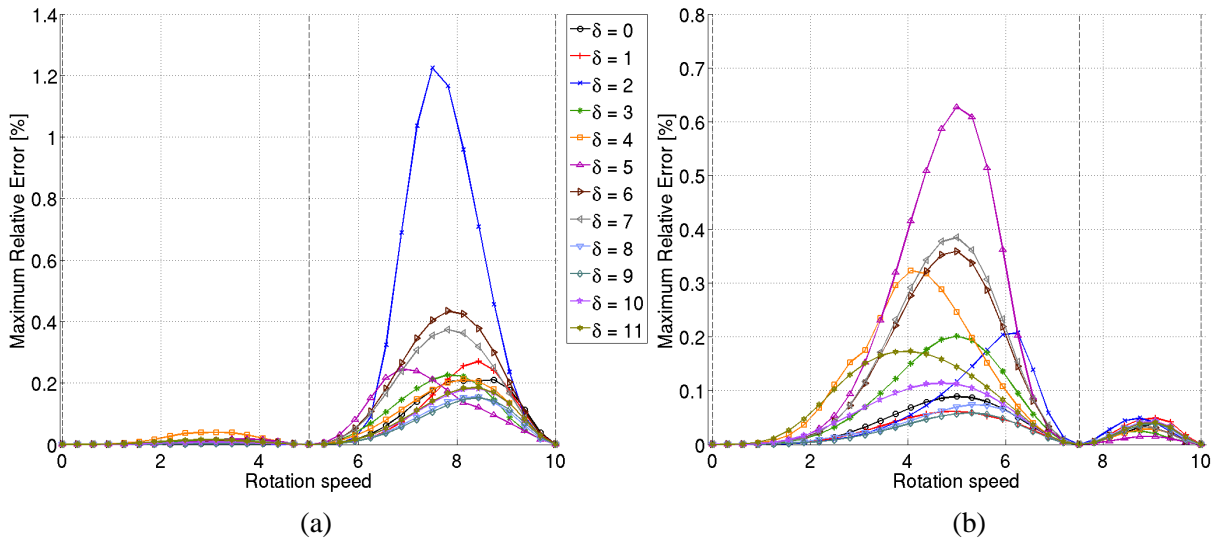 1.4
1.2
1
0.8
0.6
0.4
0.2
0
0 2 4 6 8 10
Maximum Relative Error [%]
Rotation speed
(a)
δ = 0
δ = 1
δ = 2
δ = 3
δ = 4
δ = 5
δ = 6
δ = 7
δ = 8
δ = 9
δ = 10
δ = 11
0.8
0.7
0.6
0.5
0.4
0.3
0.2
0.1
0
0 2 4 6 8 10
Maximum Relative Error [%]
Rotation speed
(b)